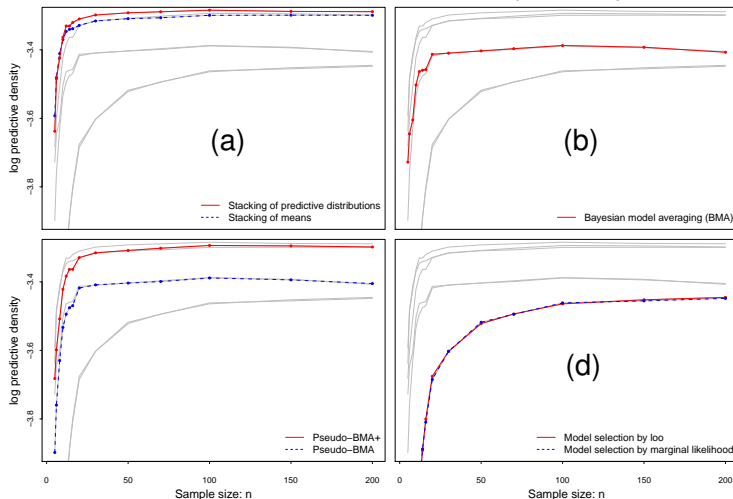 log predictive density
−3.4
−3.6
−3.8
(a)
Stacking of predictive distributions
Stacking of means
(b)
Bayesian model averaging (BMA)
log predictive density
−3.4
−3.6
−3.8
Pseudo−BMA+
Pseudo−BMA
0 50 100 150 200
Sample size: n
(d)
Model selection by loo
Model selection by marginal likelihood
0 50 100 150 200
Sample size: n